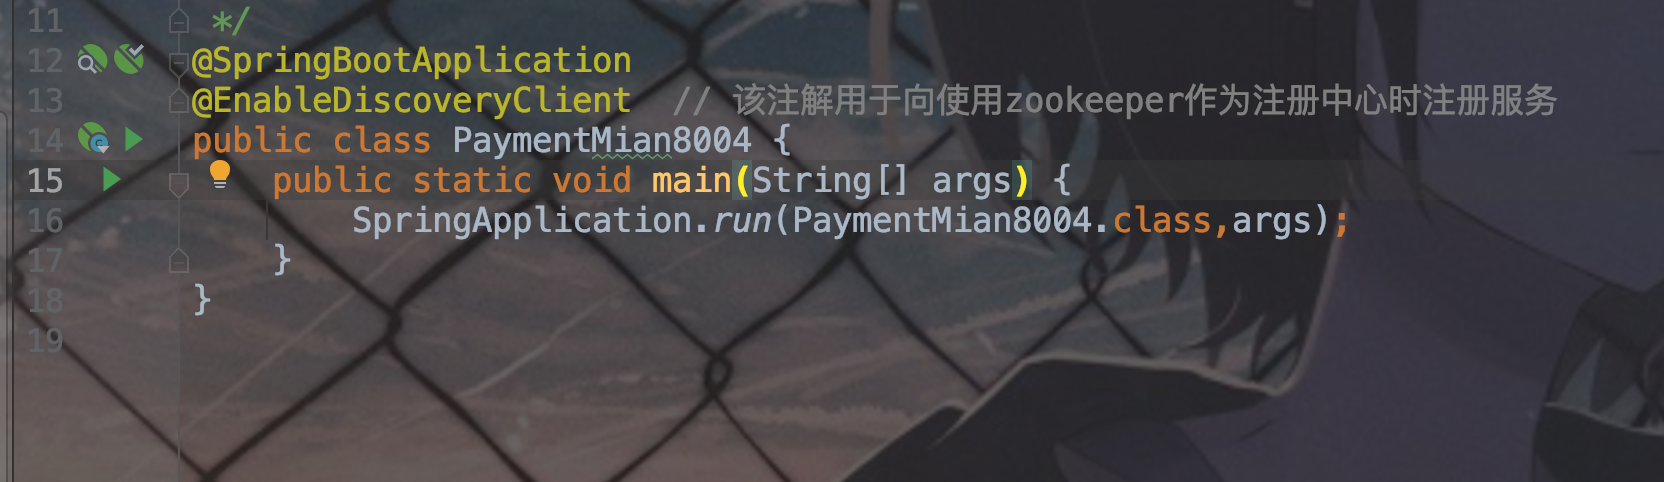 11 */
12 @SpringBootApplication
13 @EnableDiscoveryClient // 该注解用于向使用zookeeper作为注册中心时注册服务
14 public class PaymentMian8004 {
15 public static void main(String[] args) {
16 SpringApplication.run(PaymentMian8004.class,args);
17 }
18 }
19